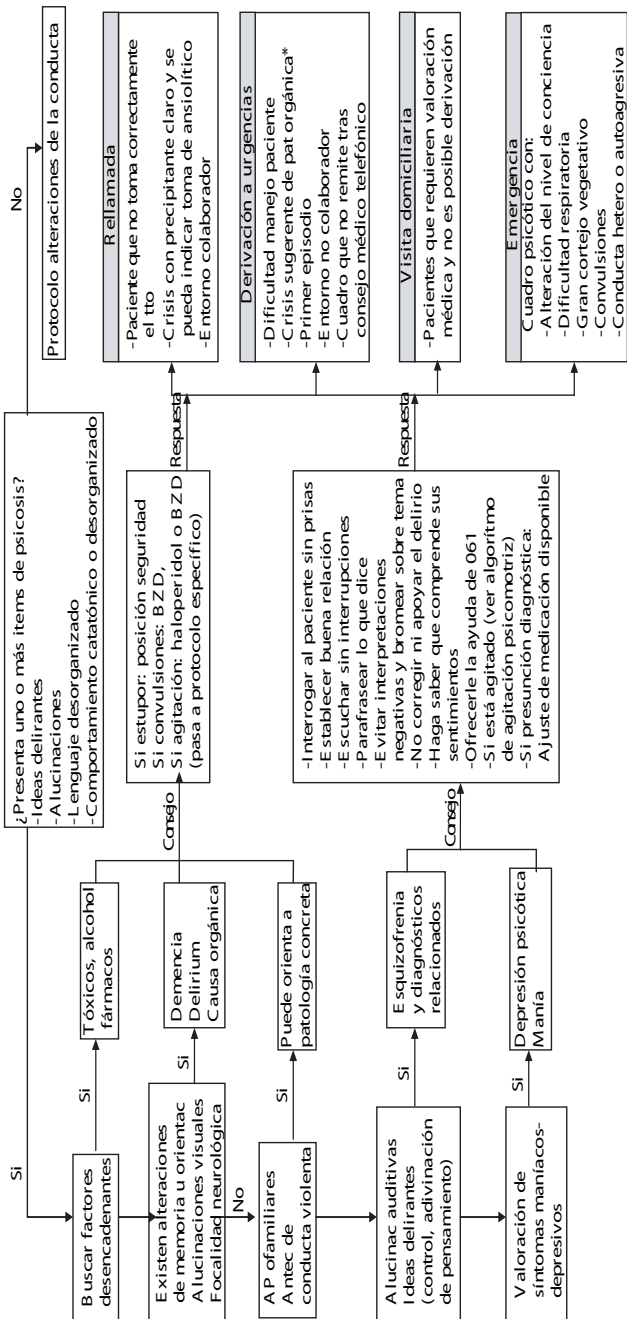 ¿Presenta uno o más items de psicosis?
-Ideas delirantes
-Alucinaciones
-Lenguaje desorganizado
-Comportamiento catatónico o desorganizado
Si
No
Protocolo alteraciones de la conducta
Buscar factores
desencadenantes
Si
Tóxicos, alcohol
fármacos
Existen alteraciones
de memoria u orientac
Alucinaciones visuales
Focalidad neurológica
Si
Demencia
Delirium
Causa orgánica
No
AP ofamiliares
Antec de
conducta violenta
Si
Puede orienta a
patología concreta
Consejo
Si estupor: posición seguridad
Si convulsiones: BZD,
Si agitación: haloperidol o BZD
(pasa a protocolo específico)
Respuesta
Alucinac auditivas
Ideas delirantes
(control, adivinación
de pensamiento)
Si
Esquizofrenia
y diagnósticos
relacionados
Valoración de
síntomas maníacos-
depresivos
Si
Depresión psicótica
Manía
Consejo
-Interrogar al paciente sin prisas
-Establecer buena relación
-Escuchar sin interrupciones
-Parafrasear lo que dice
-Evitar interpretaciones
negativas y bromear sobre tema
-No corregir ni apoyar el delirio
-Haga saber que comprende sus
sentimientos
-Ofrecerle la ayuda de 061
-Si está agitado (ver algoritmo
de agitación psicomotriz)
-Si presunción diagnóstica:
Ajuste de medicación disponible
Respuesta
Rellamada
-Paciente que no toma correctamente
el tto
-Crisis con precipitante claro y se
pueda indicar toma de ansiolítico
-Entorno colaborador
Derivación a urgencias
-Dificultad manejo paciente
-Crisis sugerente de pat orgánica*
-Primer episodio
-Entorno no colaborador
-Cuadro que no remite tras
consejo médico telefónico
Visita domiciliaria
-Pacientes que requieren valoración
médica y no es posible derivación
Emergencia
Cuadro psicótico con:
-Alteración del nivel de conciencia
-Dificultad respiratoria
-Gran cortejo vegetativo
-Convulsiones
-Conducta hetero o autoagresiva